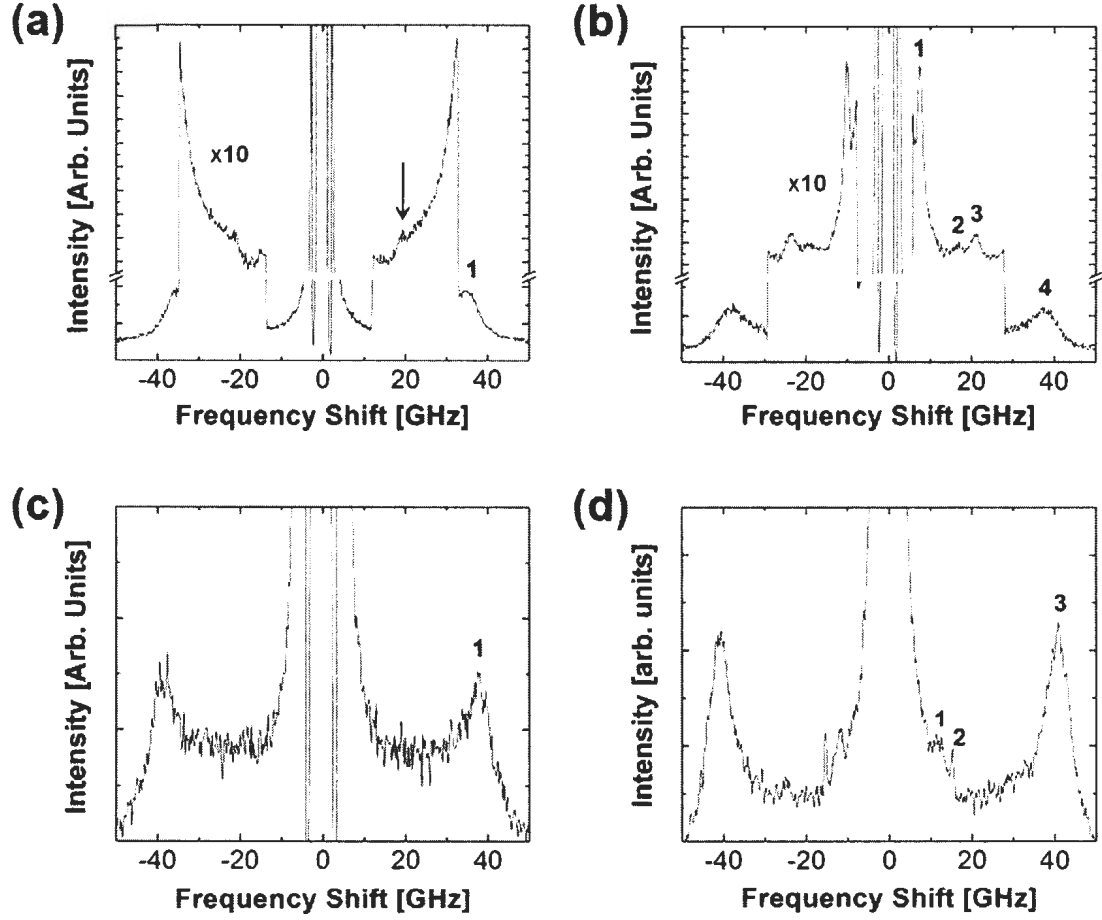 (a)
Intensity [Arb. Units]
x10
1
-40 -20 0 20 40
Frequency Shift [GHz]
(b)
Intensity [Arb. Units]
x10
1
2 3
4
-40 -20 0 20 40
Frequency Shift [GHz]
(c)
Intensity [Arb. Units]
1
-40 -20 0 20 40
Frequency Shift [GHz]
(d)
Intensity [arb. units]
1
2
3
-40 -20 0 20 40
Frequency Shift [GHz]